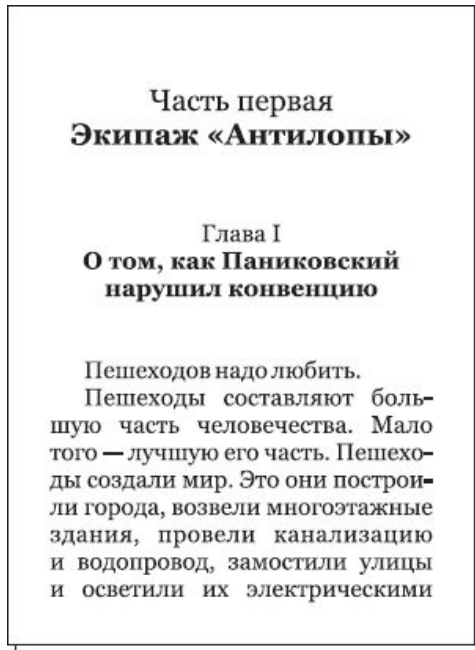 Часть первая
Экипаж «Антилопы»
Глава I
О том, как Паниковский
нарушил конвенцию
Пешеходов надо любить.
Пешеходы составляют боль-
шую часть человечества. Мало
того — лучшую его часть. Пешехо-
ды создали мир. Это они построи-
ли города, возвели многоэтажные
здания, провели канализацию
и водопровод, замостили улицы
и осветили их электрическими